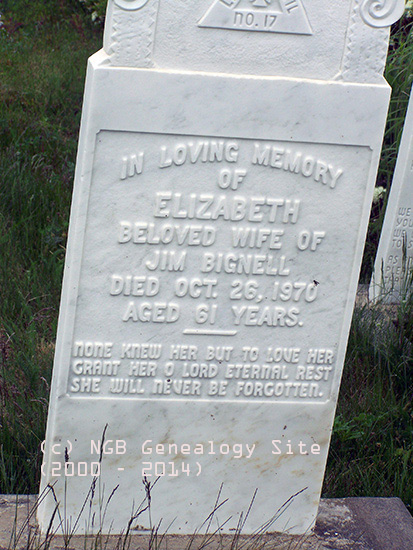 NO. 17
IN LOVING MEMORY
OF
ELIZABETH
BELOVED WIFE OF
JIM BIGNELL
DIED OCT. 26, 1970
AGED 61 YEARS.
NONE KNEW HER BUT TO LOVE HER
GRANT HER O LORD ETERNAL REST
SHE WILL NEVER BE FORGOTTEN.
(c) NGB Genealogy Site
(2000 - 2014)